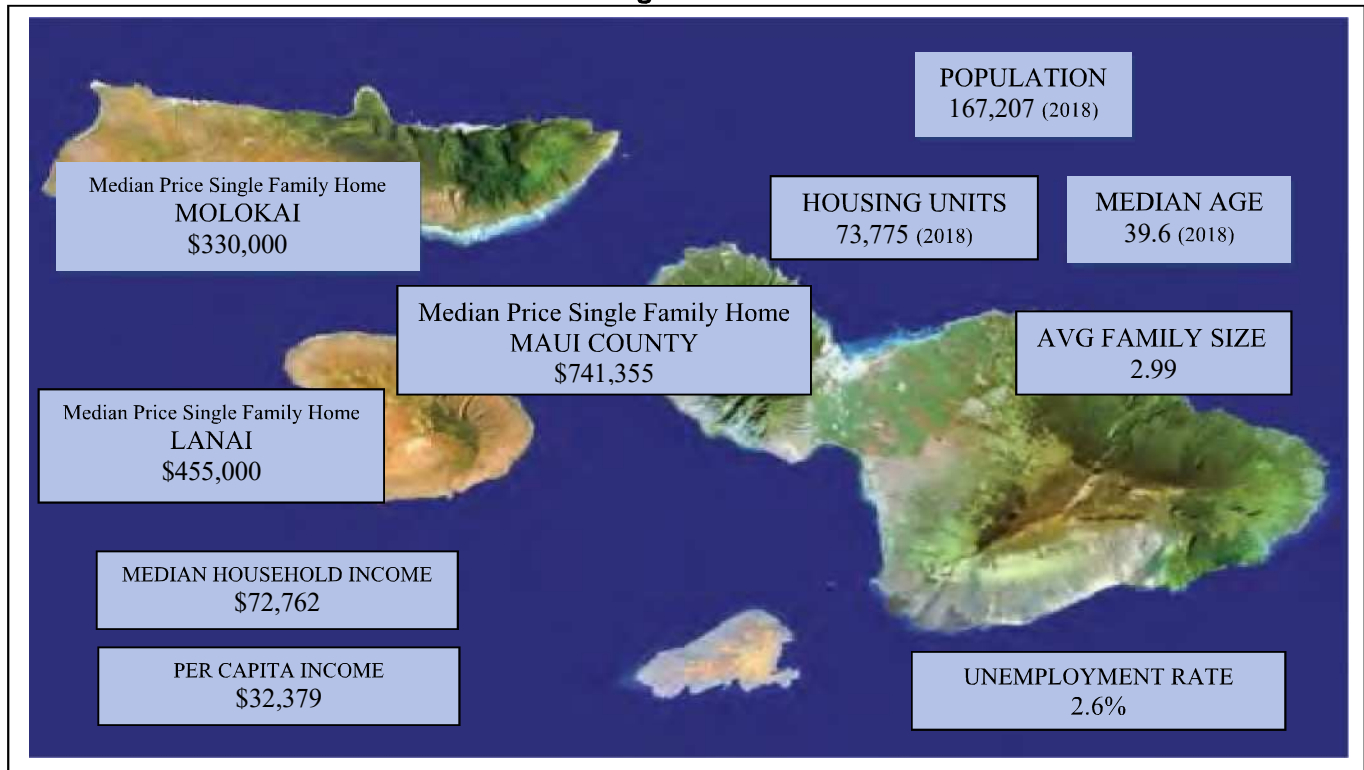 POPULATION
167,207 (2018)
Median Price Single Family Home
MOLOKAI
$330,000
HOUSING UNITS
73,775 (2018)
MEDIAN AGE
39.6 (2018)
Median Price Single Family Home
MAUI COUNTY
$741,355
AVG FAMILY SIZE
2.99
Median Price Single Family Home
LANAI
$455,000
MEDIAN HOUSEHOLD INCOME
$72,762
PER CAPITA INCOME
$32,379
UNEMPLOYMENT RATE
2.6%